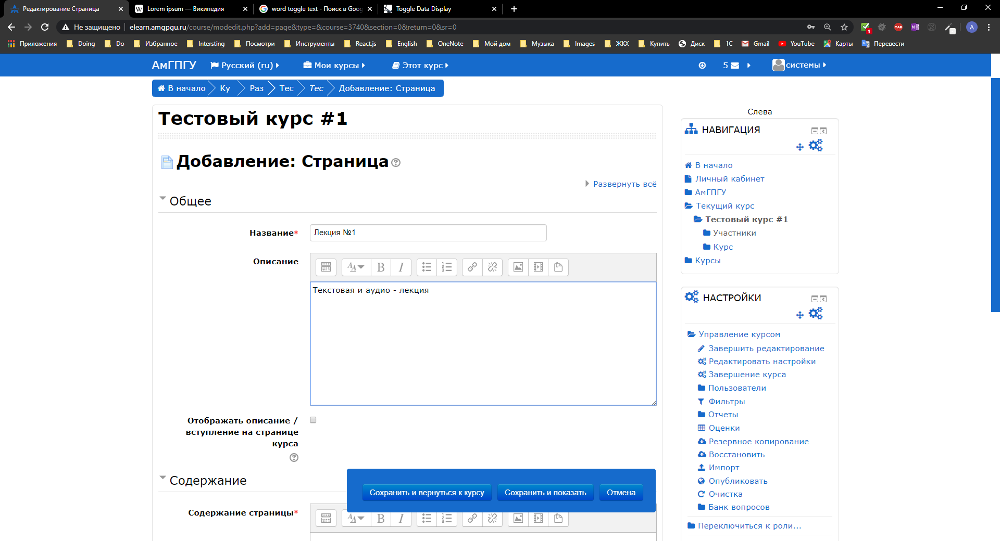 Редактирование Страница
Lorem ipsum — Википедия
word toggle text - Поиск в Goog
Toggle Data Display
Не защищено
elearn.amgpgu.ru/course/modedit.php?add=page&type=&course=3740&section=0&return=0&sr=0
Приложения Doing Do Избранное Intersting Посмотри Инструменты React.js English OneNote Мой дом Музыка Images ЖКХ Купить Диск 1С Gmail YouTube Карты Перевести
АмГПГУ Русский (ru) Мои курсы Этот курс 5 системы
В начало Ку Раз Тес Тес Добавление: Страница
Тестовый курс #1
Добавление: Страница
Развернуть всё
Общее
Название*
Лекция №1
Описание
Текстовая и аудио - лекция
Отображать описание /
вступление на странице
курса
Содержание
Сохранить и вернуться к курсу Сохранить и показать Отмена
Содержание страницы*
Слева
НАВИГАЦИЯ
В начало
Личный кабинет
АмГПГУ
Текущий курс
Тестовый курс #1
Участники
Курс
Курсы
НАСТРОЙКИ
Управление курсом
Завершить редактирование
Редактировать настройки
Завершение курса
Пользователи
Фильтры
Отчеты
Оценки
Резервное копирование
Восстановить
Импорт
Опубликовать
Очистка
Банк вопросов
Переключиться к роли...